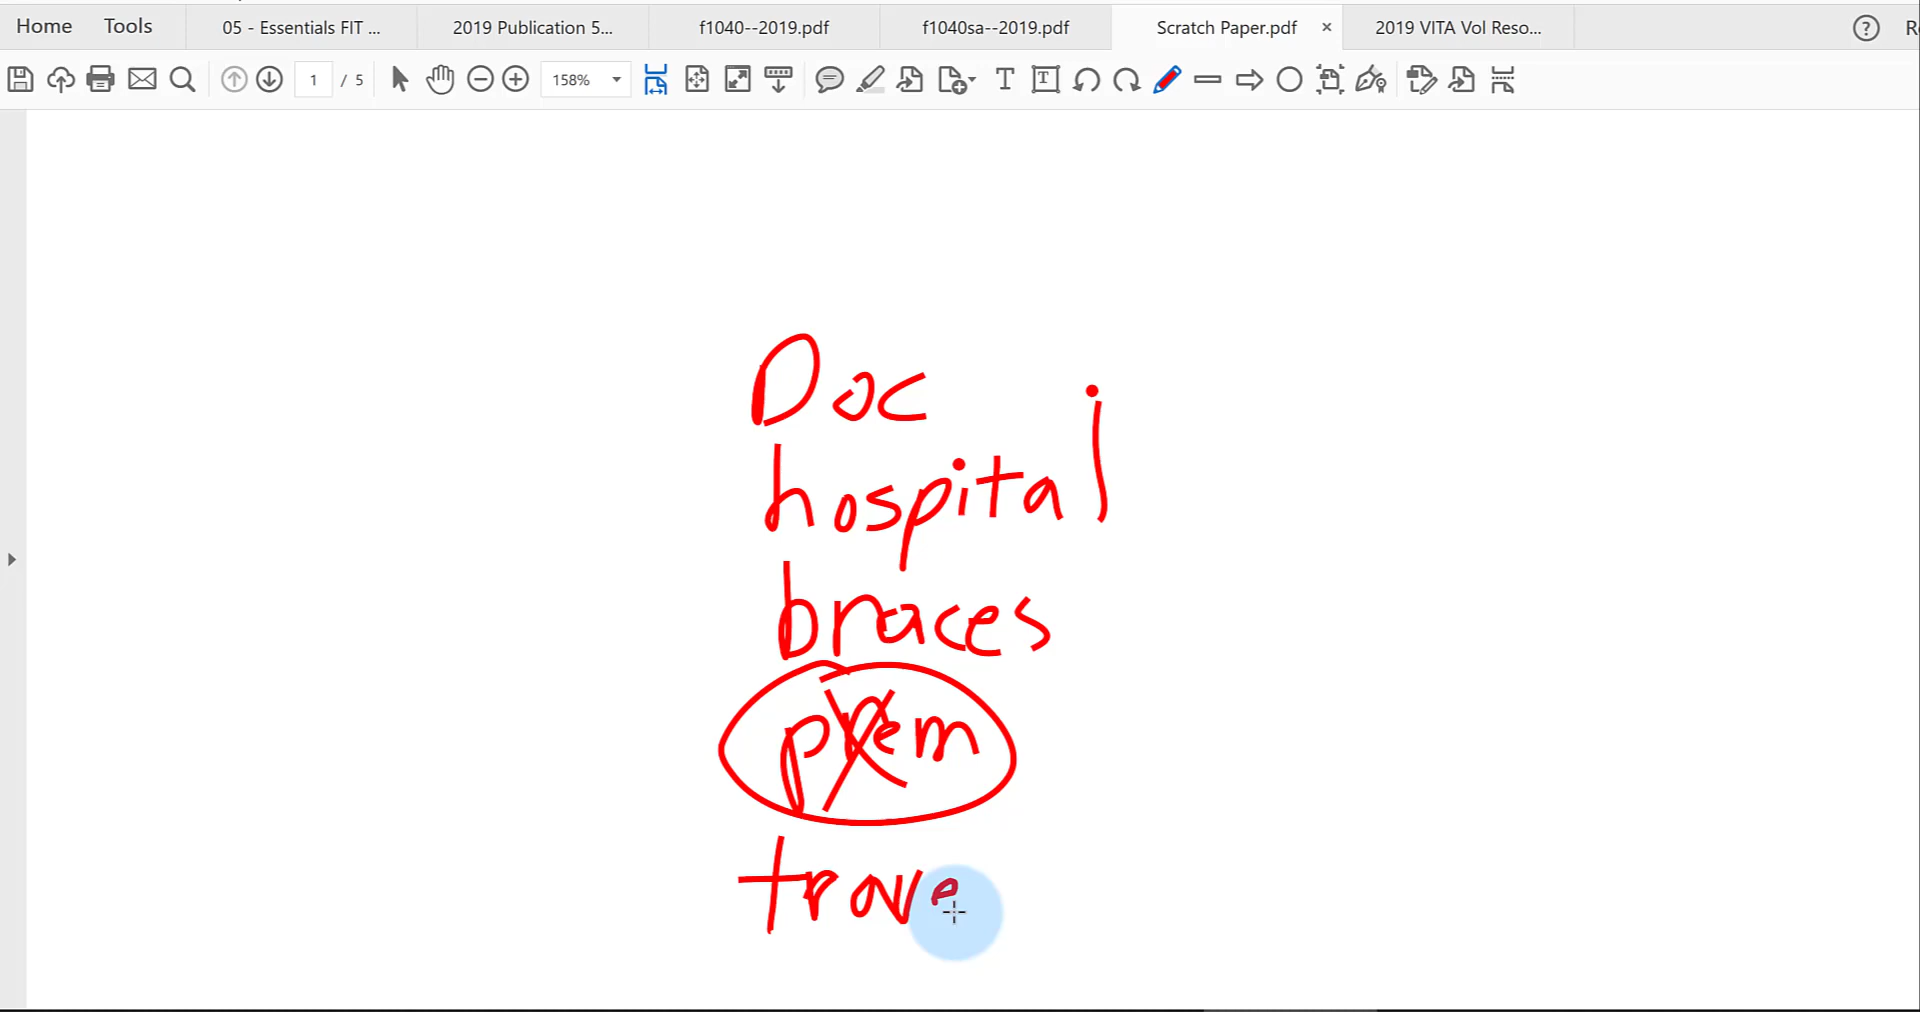 Home Tools 05 - Essentials FIT ... 2019 Publication 5... f1040--2019.pdf f1040sa--2019.pdf Scratch Paper.pdf × 2019 VITA Vol Reso... ?
1 / 5 158% T T
Doc
hospital
braces
prem
trave